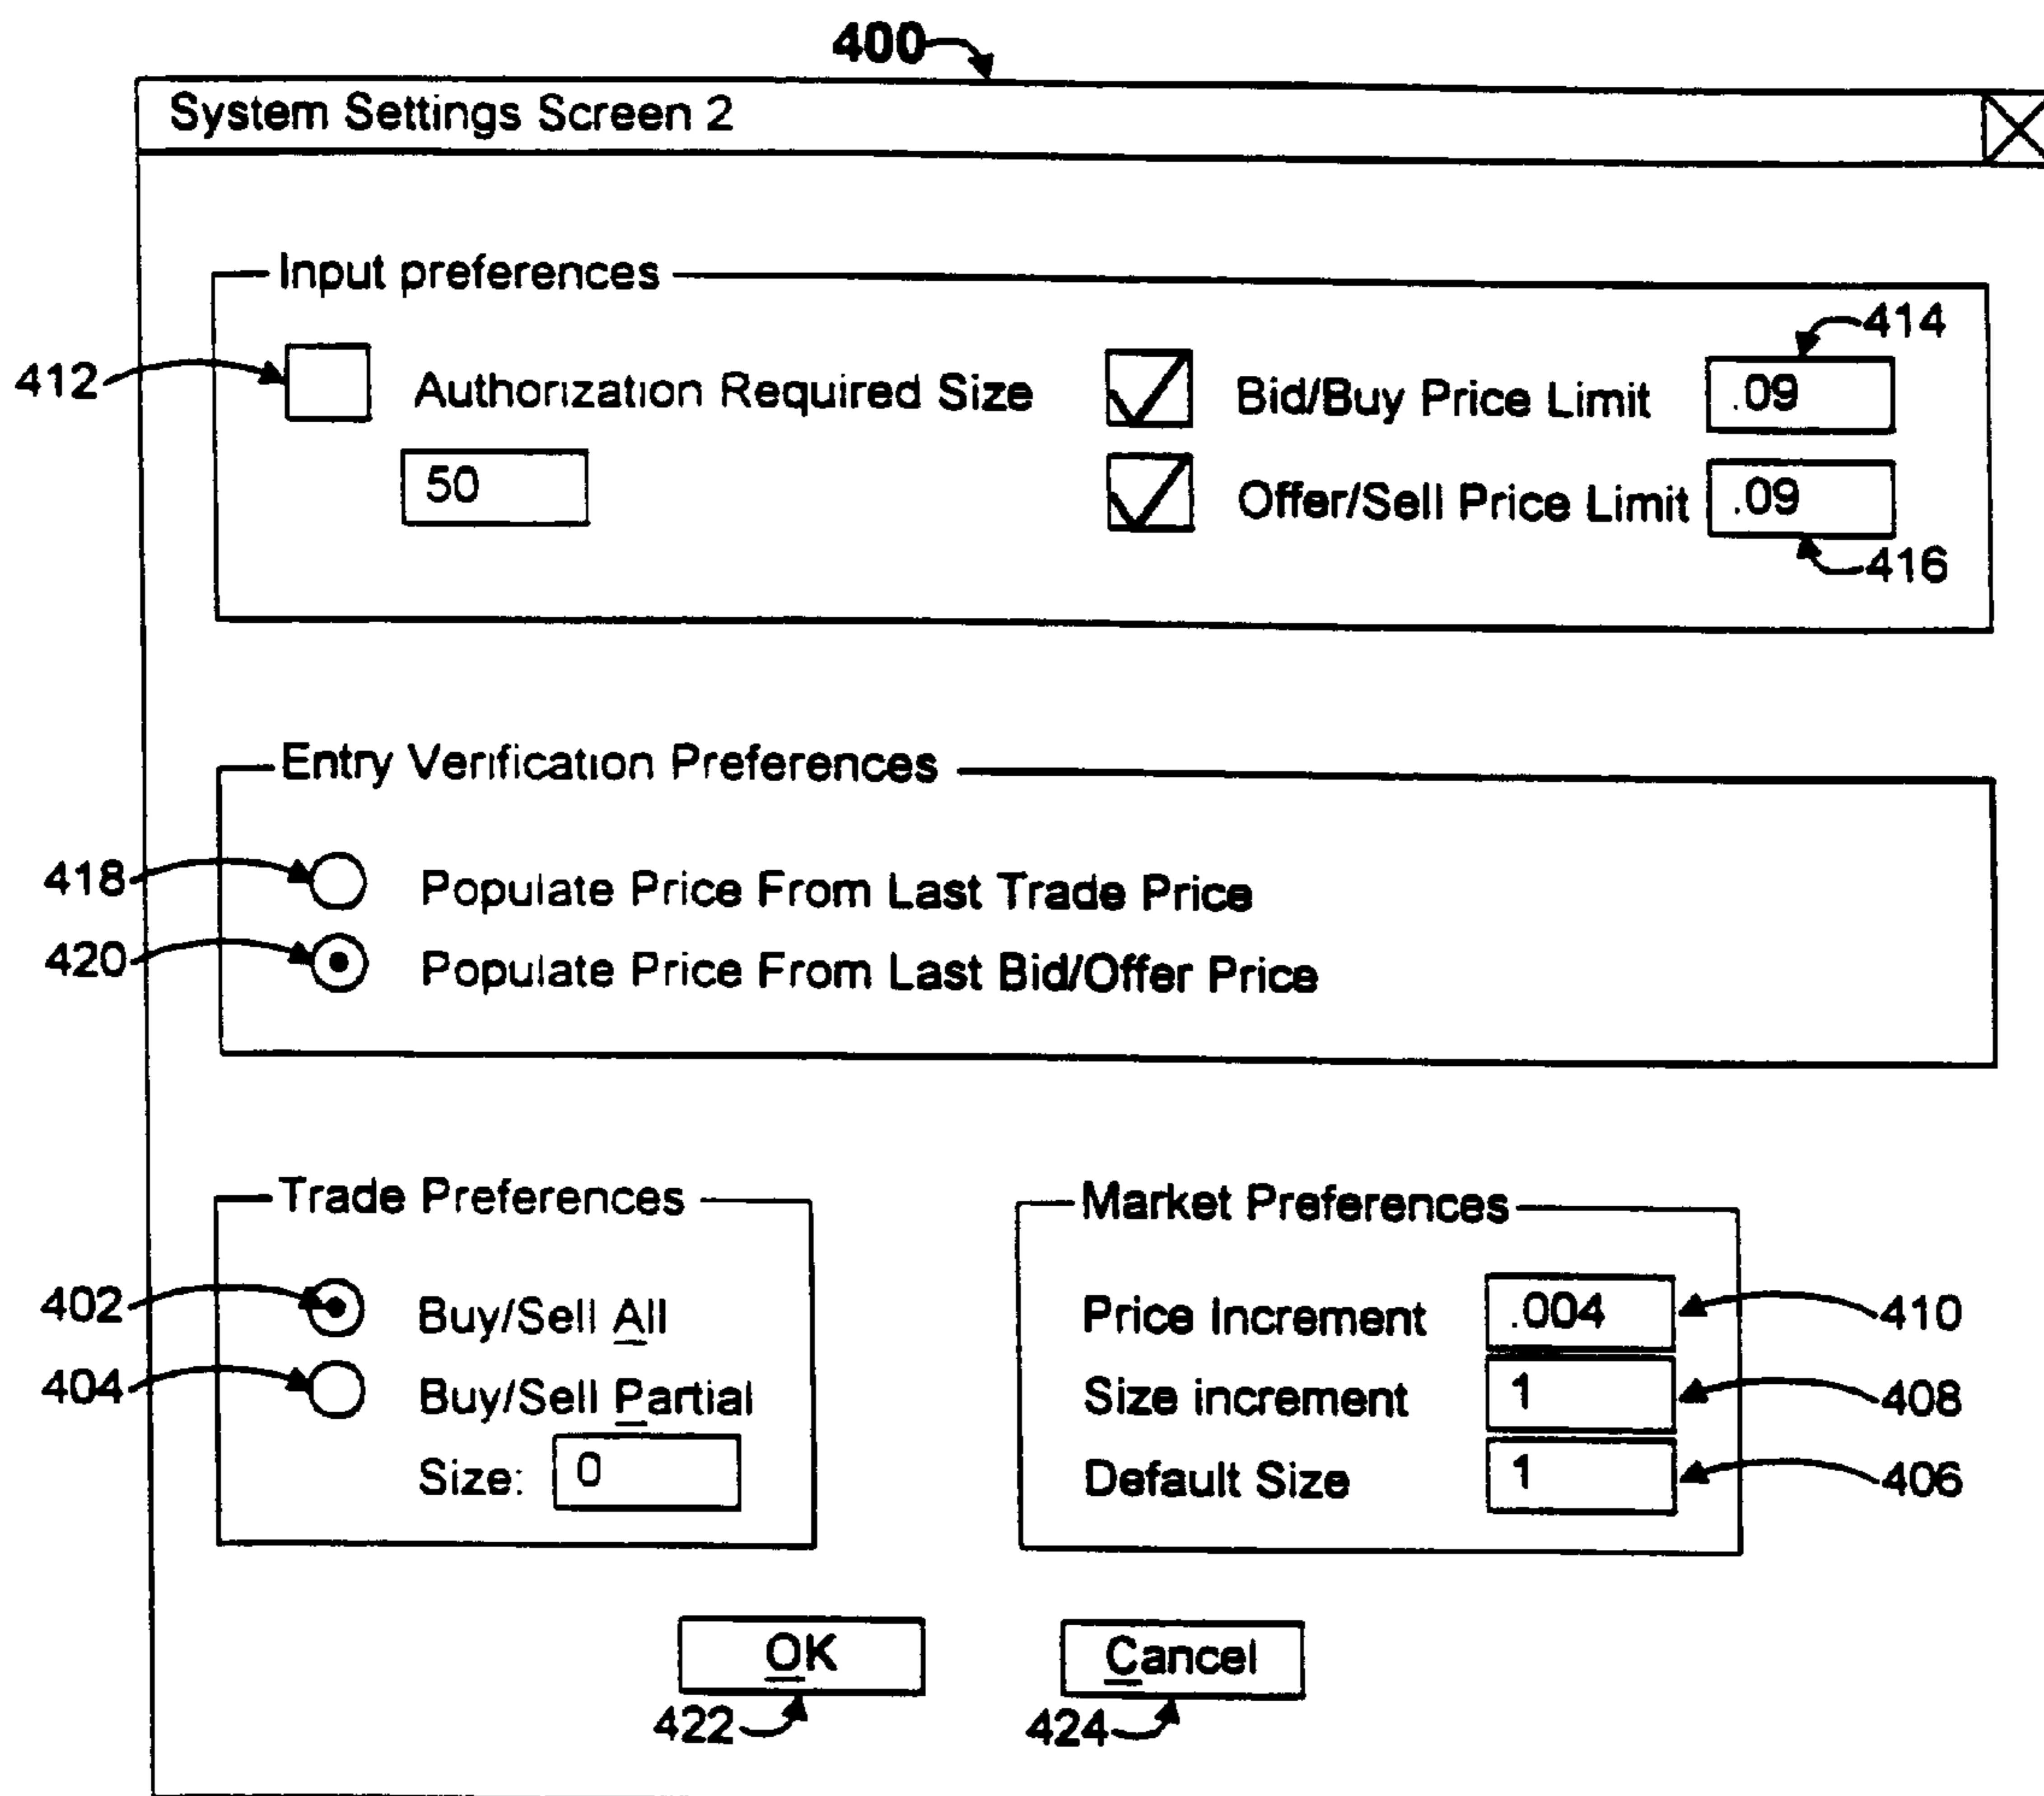 400
System Settings Screen 2
Input preferences
414
412 Authorization Required Size Bid/Buy Price Limit .09
50 Offer/Sell Price Limit .09
416
Entry Verification Preferences
418 Populate Price From Last Trade Price
420 Populate Price From Last Bid/Offer Price
Trade Preferences Market Preferences
402 Buy/Sell All Price Increment .004 410
404 Buy/Sell Partial Size increment 1 408
Size: 0 Default Size 1 406
OK Cancel
422 424